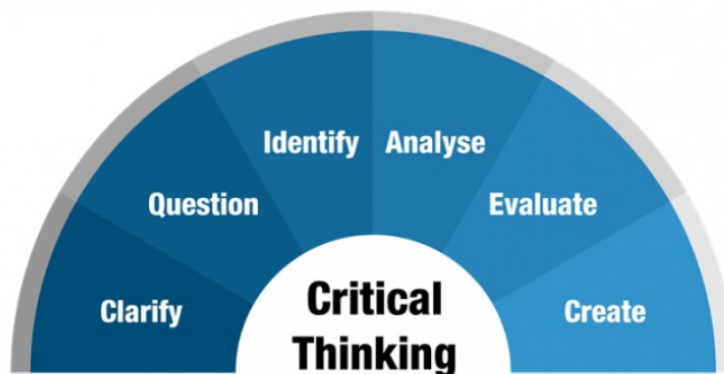 Identify Analyse
Question Evaluate
Clarify Create
Critical
Thinking